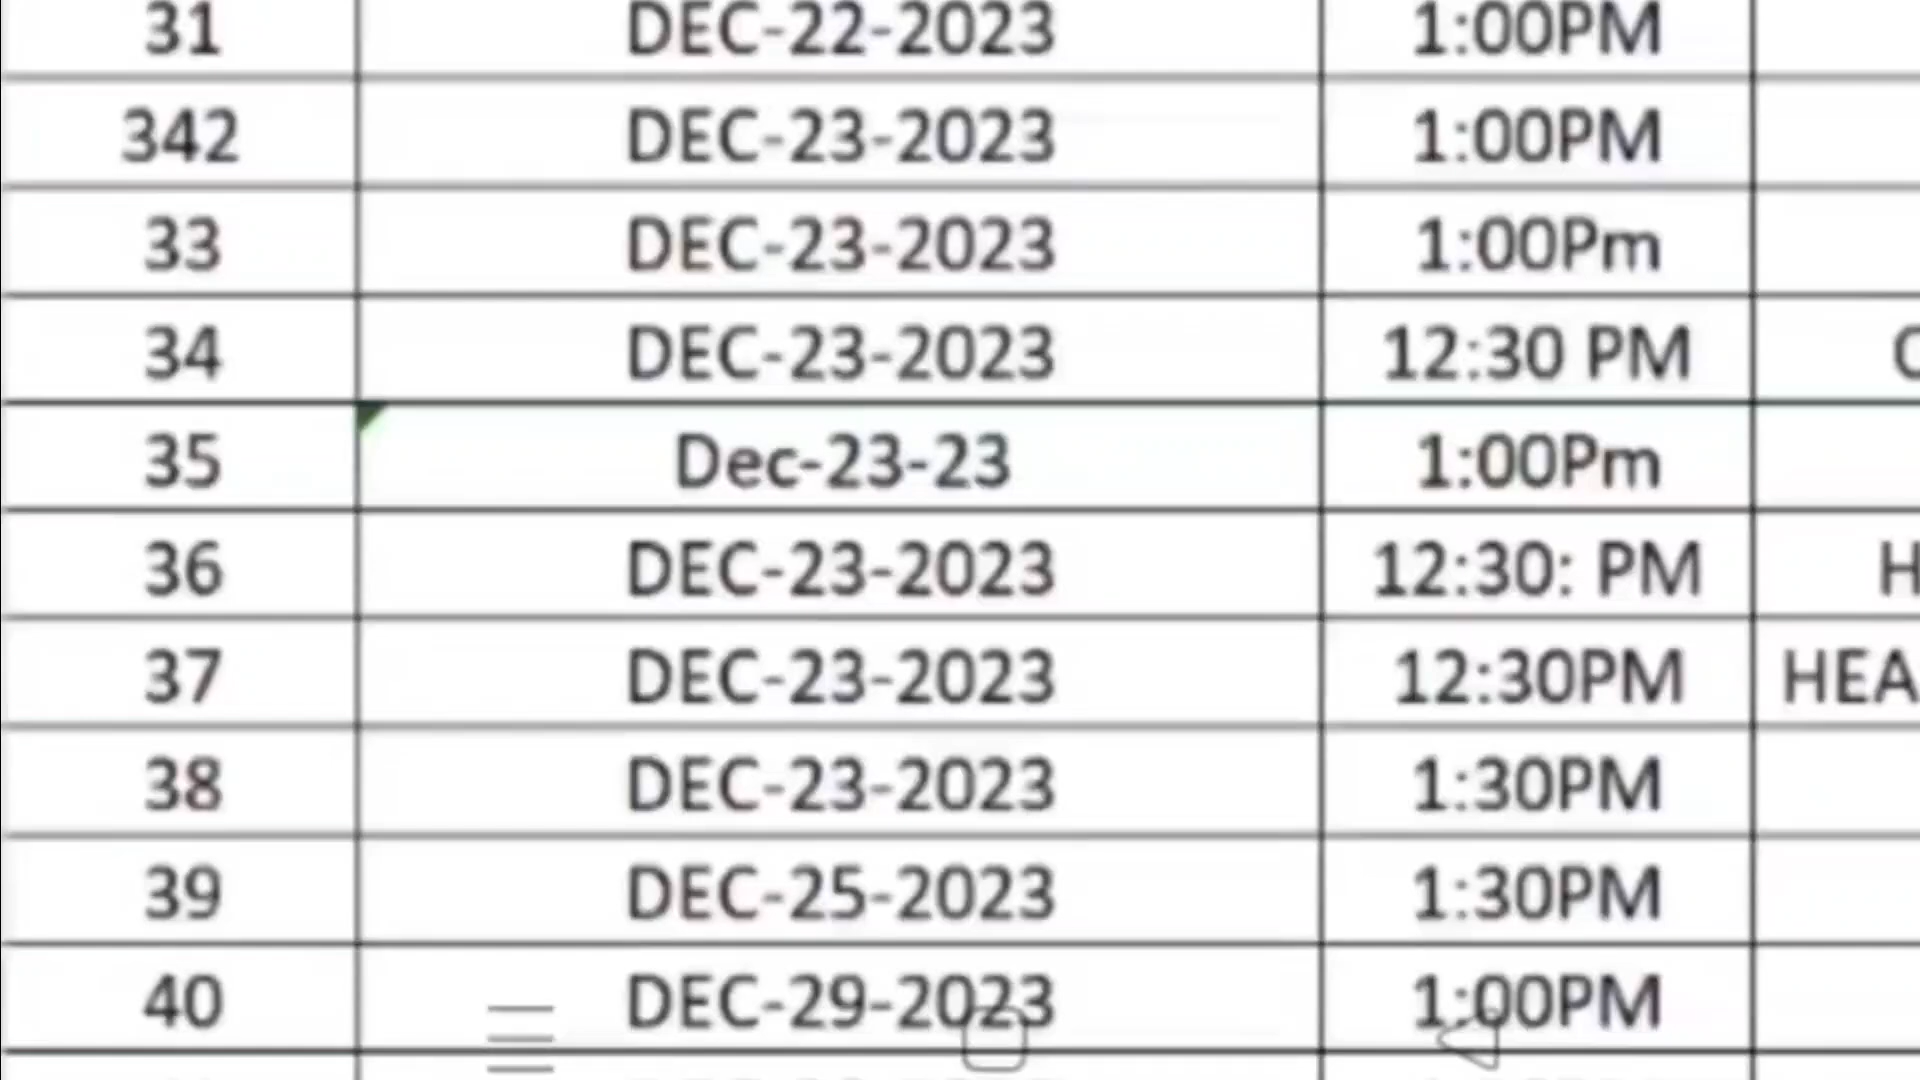 31 DEC-22-2023 1:00PM
342 DEC-23-2023 1:00PM
33 DEC-23-2023 1:00Pm
34 DEC-23-2023 12:30 PM
35 Dec-23-23 1:00Pm
36 DEC-23-2023 12:30: PM H
37 DEC-23-2023 12:30PM HEA
38 DEC-23-2023 1:30PM
39 DEC-25-2023 1:30PM
40 DEC-29-2023 1:00PM